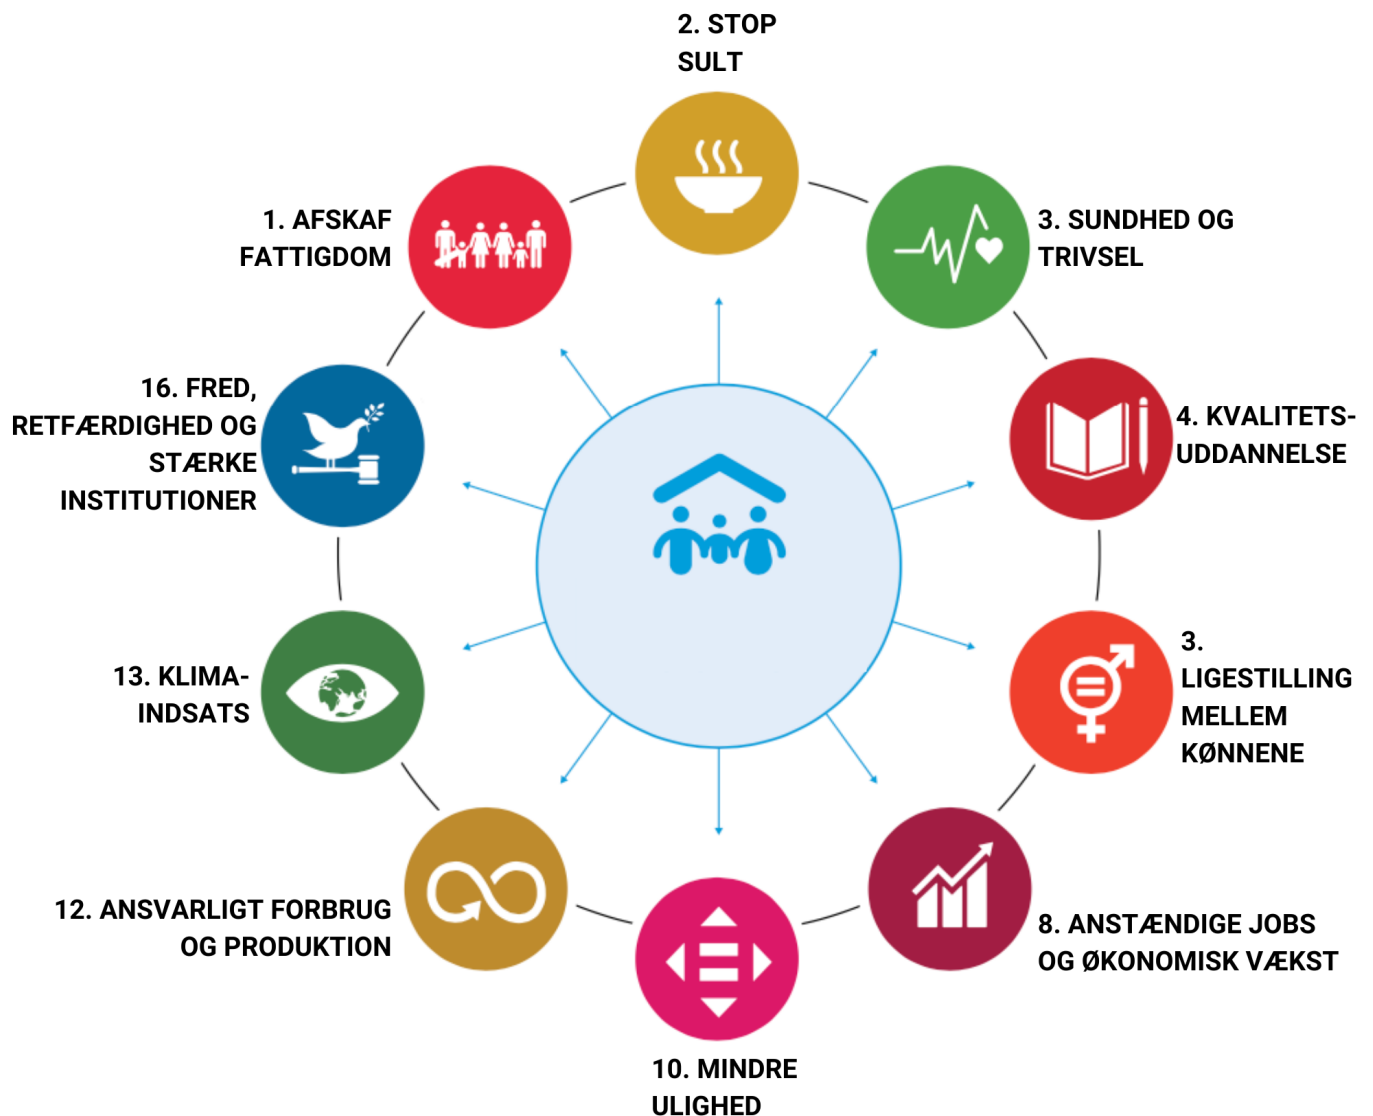 2. STOP
SULT
1. AFSKAF
FATTIGDOM
3. SUNDHED OG
TRIVSEL
16. FRED,
RETFÆRDIGHED OG
STÆRKE
INSTITUTIONER
4. KVALITETS-
UDDANNELSE
13. KLIMA-
INDSATS
3.
LIGESTILLING
MELLEM
KØNNENE
12. ANSVARLIGT FORBRUG
OG PRODUKTION
8. ANSTÆNDIGE JOBS
OG ØKONOMISK VÆKST
10. MINDRE
ULIGHED